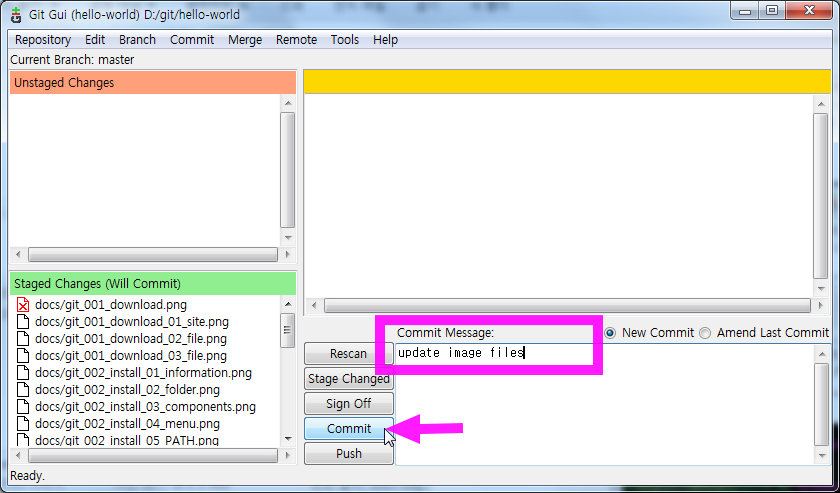 Git Gui (hello-world) D:/git/hello-world
Repository Edit Branch Commit Merge Remote Tools Help
Current Branch: master
Unstaged Changes
Staged Changes (Will Commit)
docs/git_001_download.png
docs/git_001_download_01_site.png
docs/git_001_download_02_file.png
docs/git_001_download_03_file.png
docs/git_002_install_01_information.png
docs/git_002_install_02_folder.png
docs/git_002_install_03_components.png
docs/git_002_install_04_menu.png
docs/git_002_install_05_PATH.png
Commit Message:
New Commit
Amend Last Commit
update image files
Rescan
Stage Changed
Sign Off
Commit
Push
Ready.